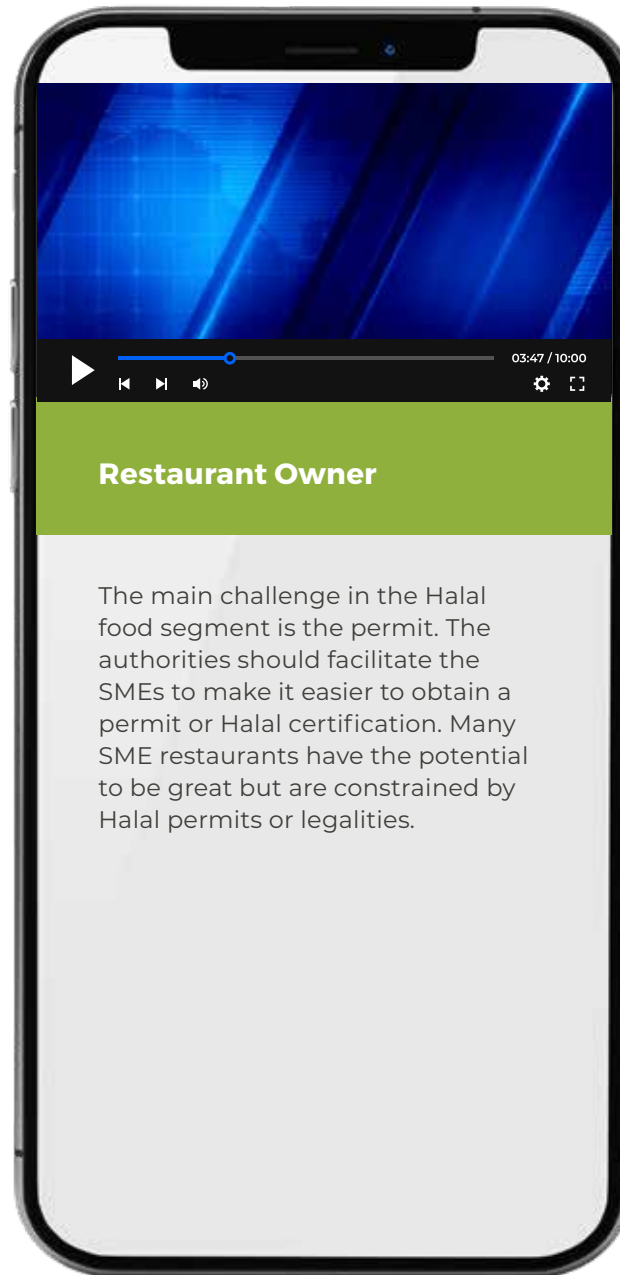 03:47 / 10:00
Restaurant Owner
The main challenge in the Halal
food segment is the permit. The
authorities should facilitate the
SMEs to make it easier to obtain a
permit or Halal certification. Many
SME restaurants have the potential
to be great but are constrained by
Halal permits or legalities.